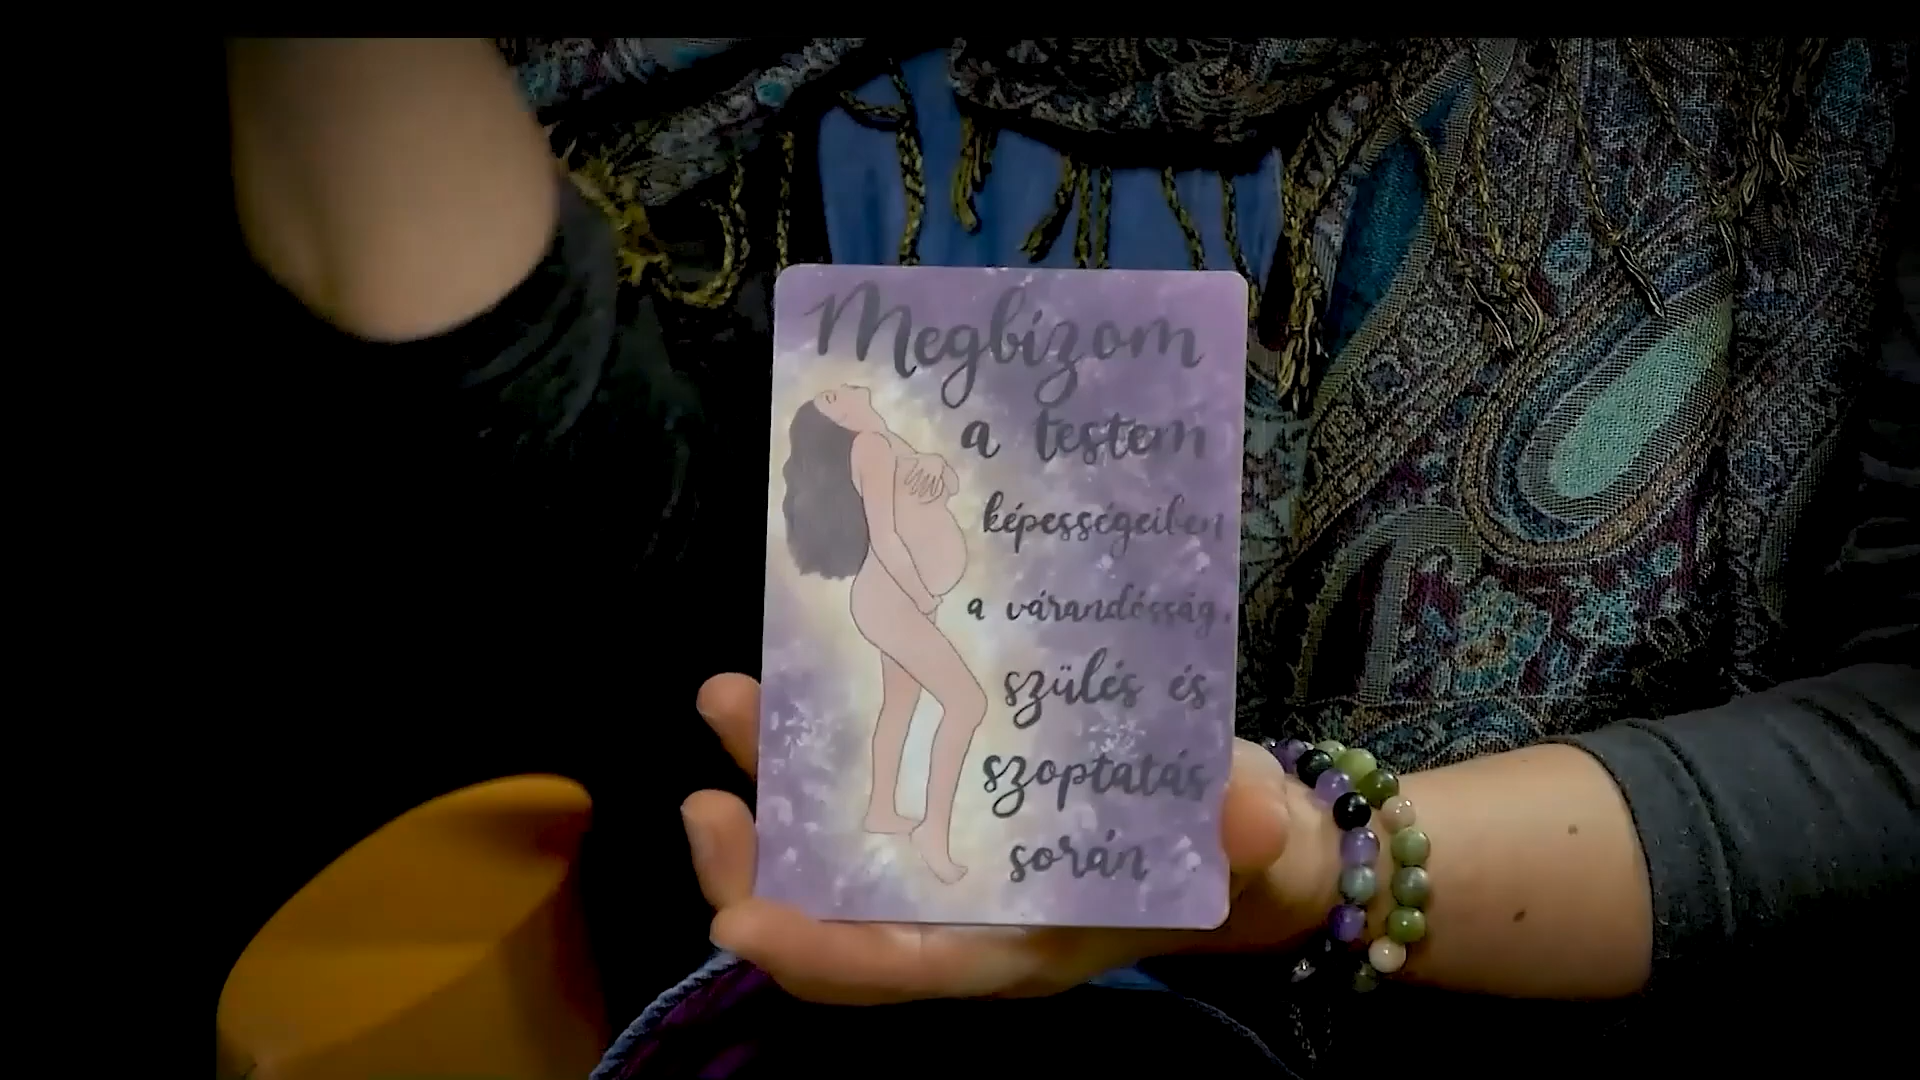 Megbízom
a testem
képességeiben
a várandósság,
szülés és
szoptatás
során